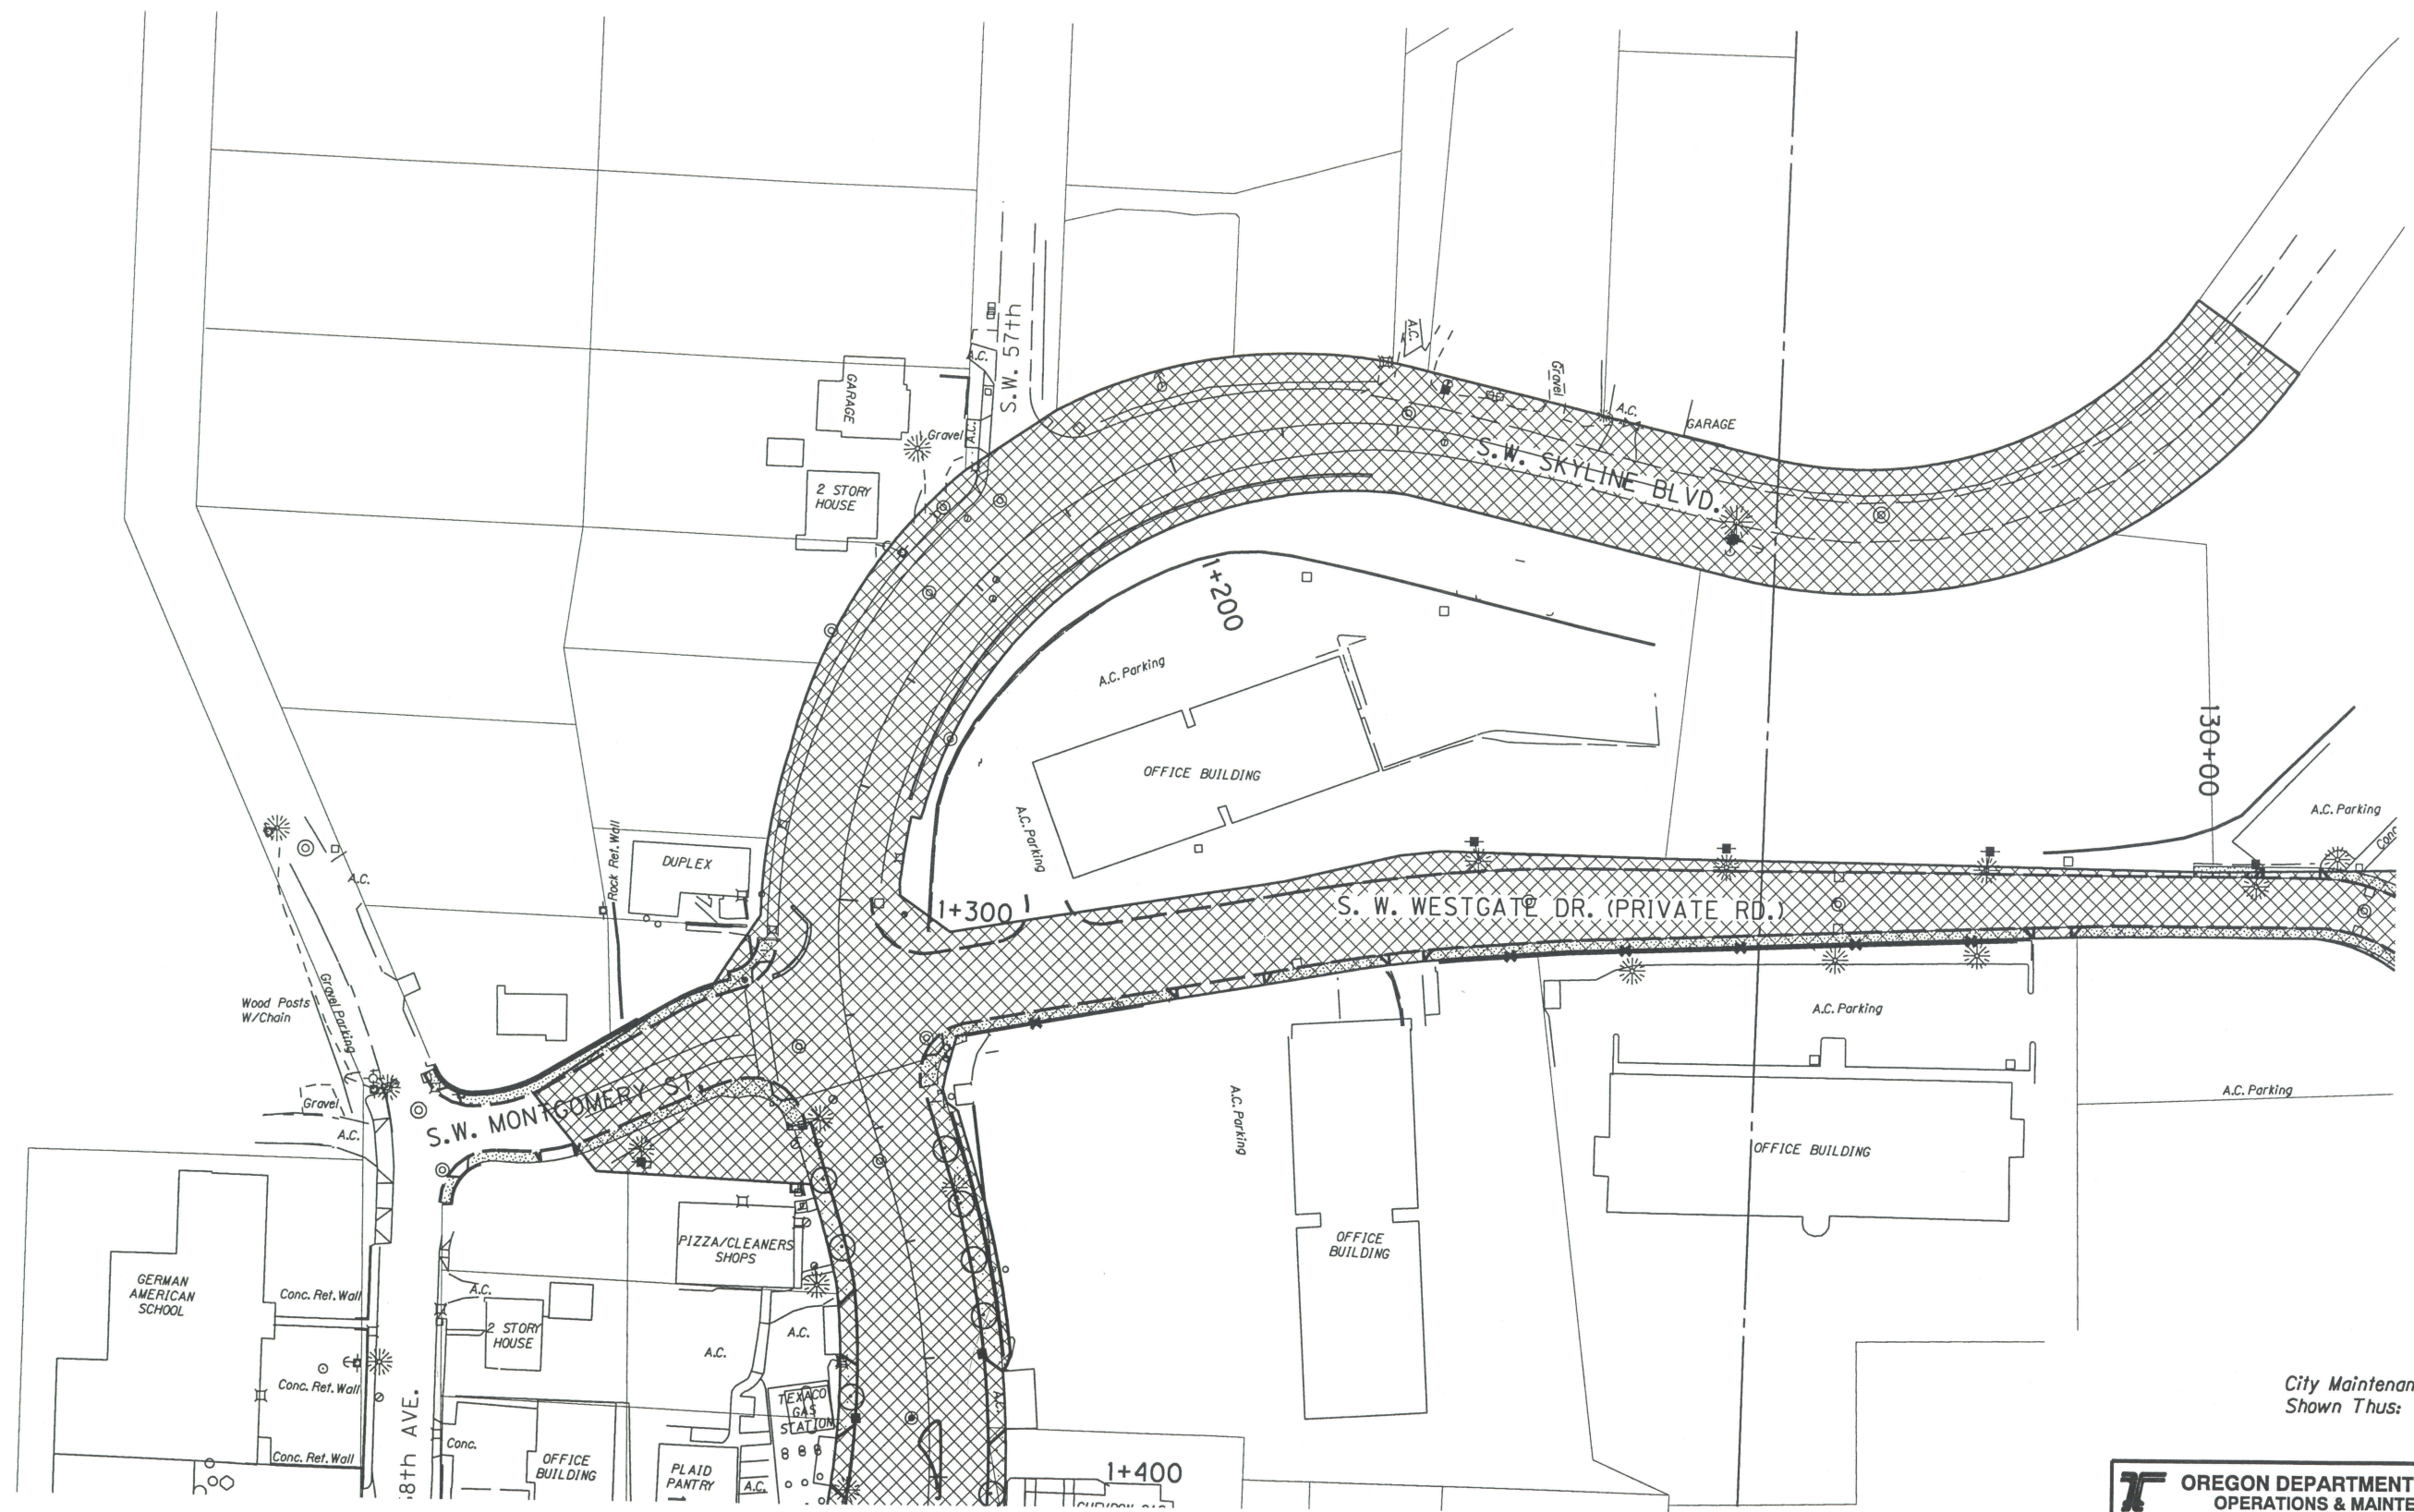 S.W. 57th
A.C.
A.C.
GARAGE
Gravel
A.C.
2 STORY
HOUSE
Gravel
A.C.
GARAGE
S.W. SKYLINE BLVD.
1+200
A.C. Parking
OFFICE BUILDING
A.C. Parking
130+00
A.C. Parking
Rock Ret. Wall
DUPLEX
A.C.
1+300
S. W. WESTGATE DR. (PRIVATE RD.)
Wood Posts
W/Chain
Gravel Parking
A.C. Parking
Gravel
A.C.
S.W. MONTGOMERY ST.
A.C. Parking
A.C. Parking
OFFICE BUILDING
PIZZA/CLEANERS
SHOPS
OFFICE
BUILDING
GERMAN
AMERICAN
SCHOOL
Conc. Ret. Wall
A.C.
2 STORY
HOUSE
A.C.
A.C.
Conc. Ret. Wall
TEXACO
GAS
STATION
A.C.
8th AVE.
Conc.
Conc. Ret. Wall
OFFICE
BUILDING
PLAID
PANTRY
A.C.
1+400
City Maintenan
Shown Thus:
OREGON DEPARTMENT
OPERATIONS & MAINTE